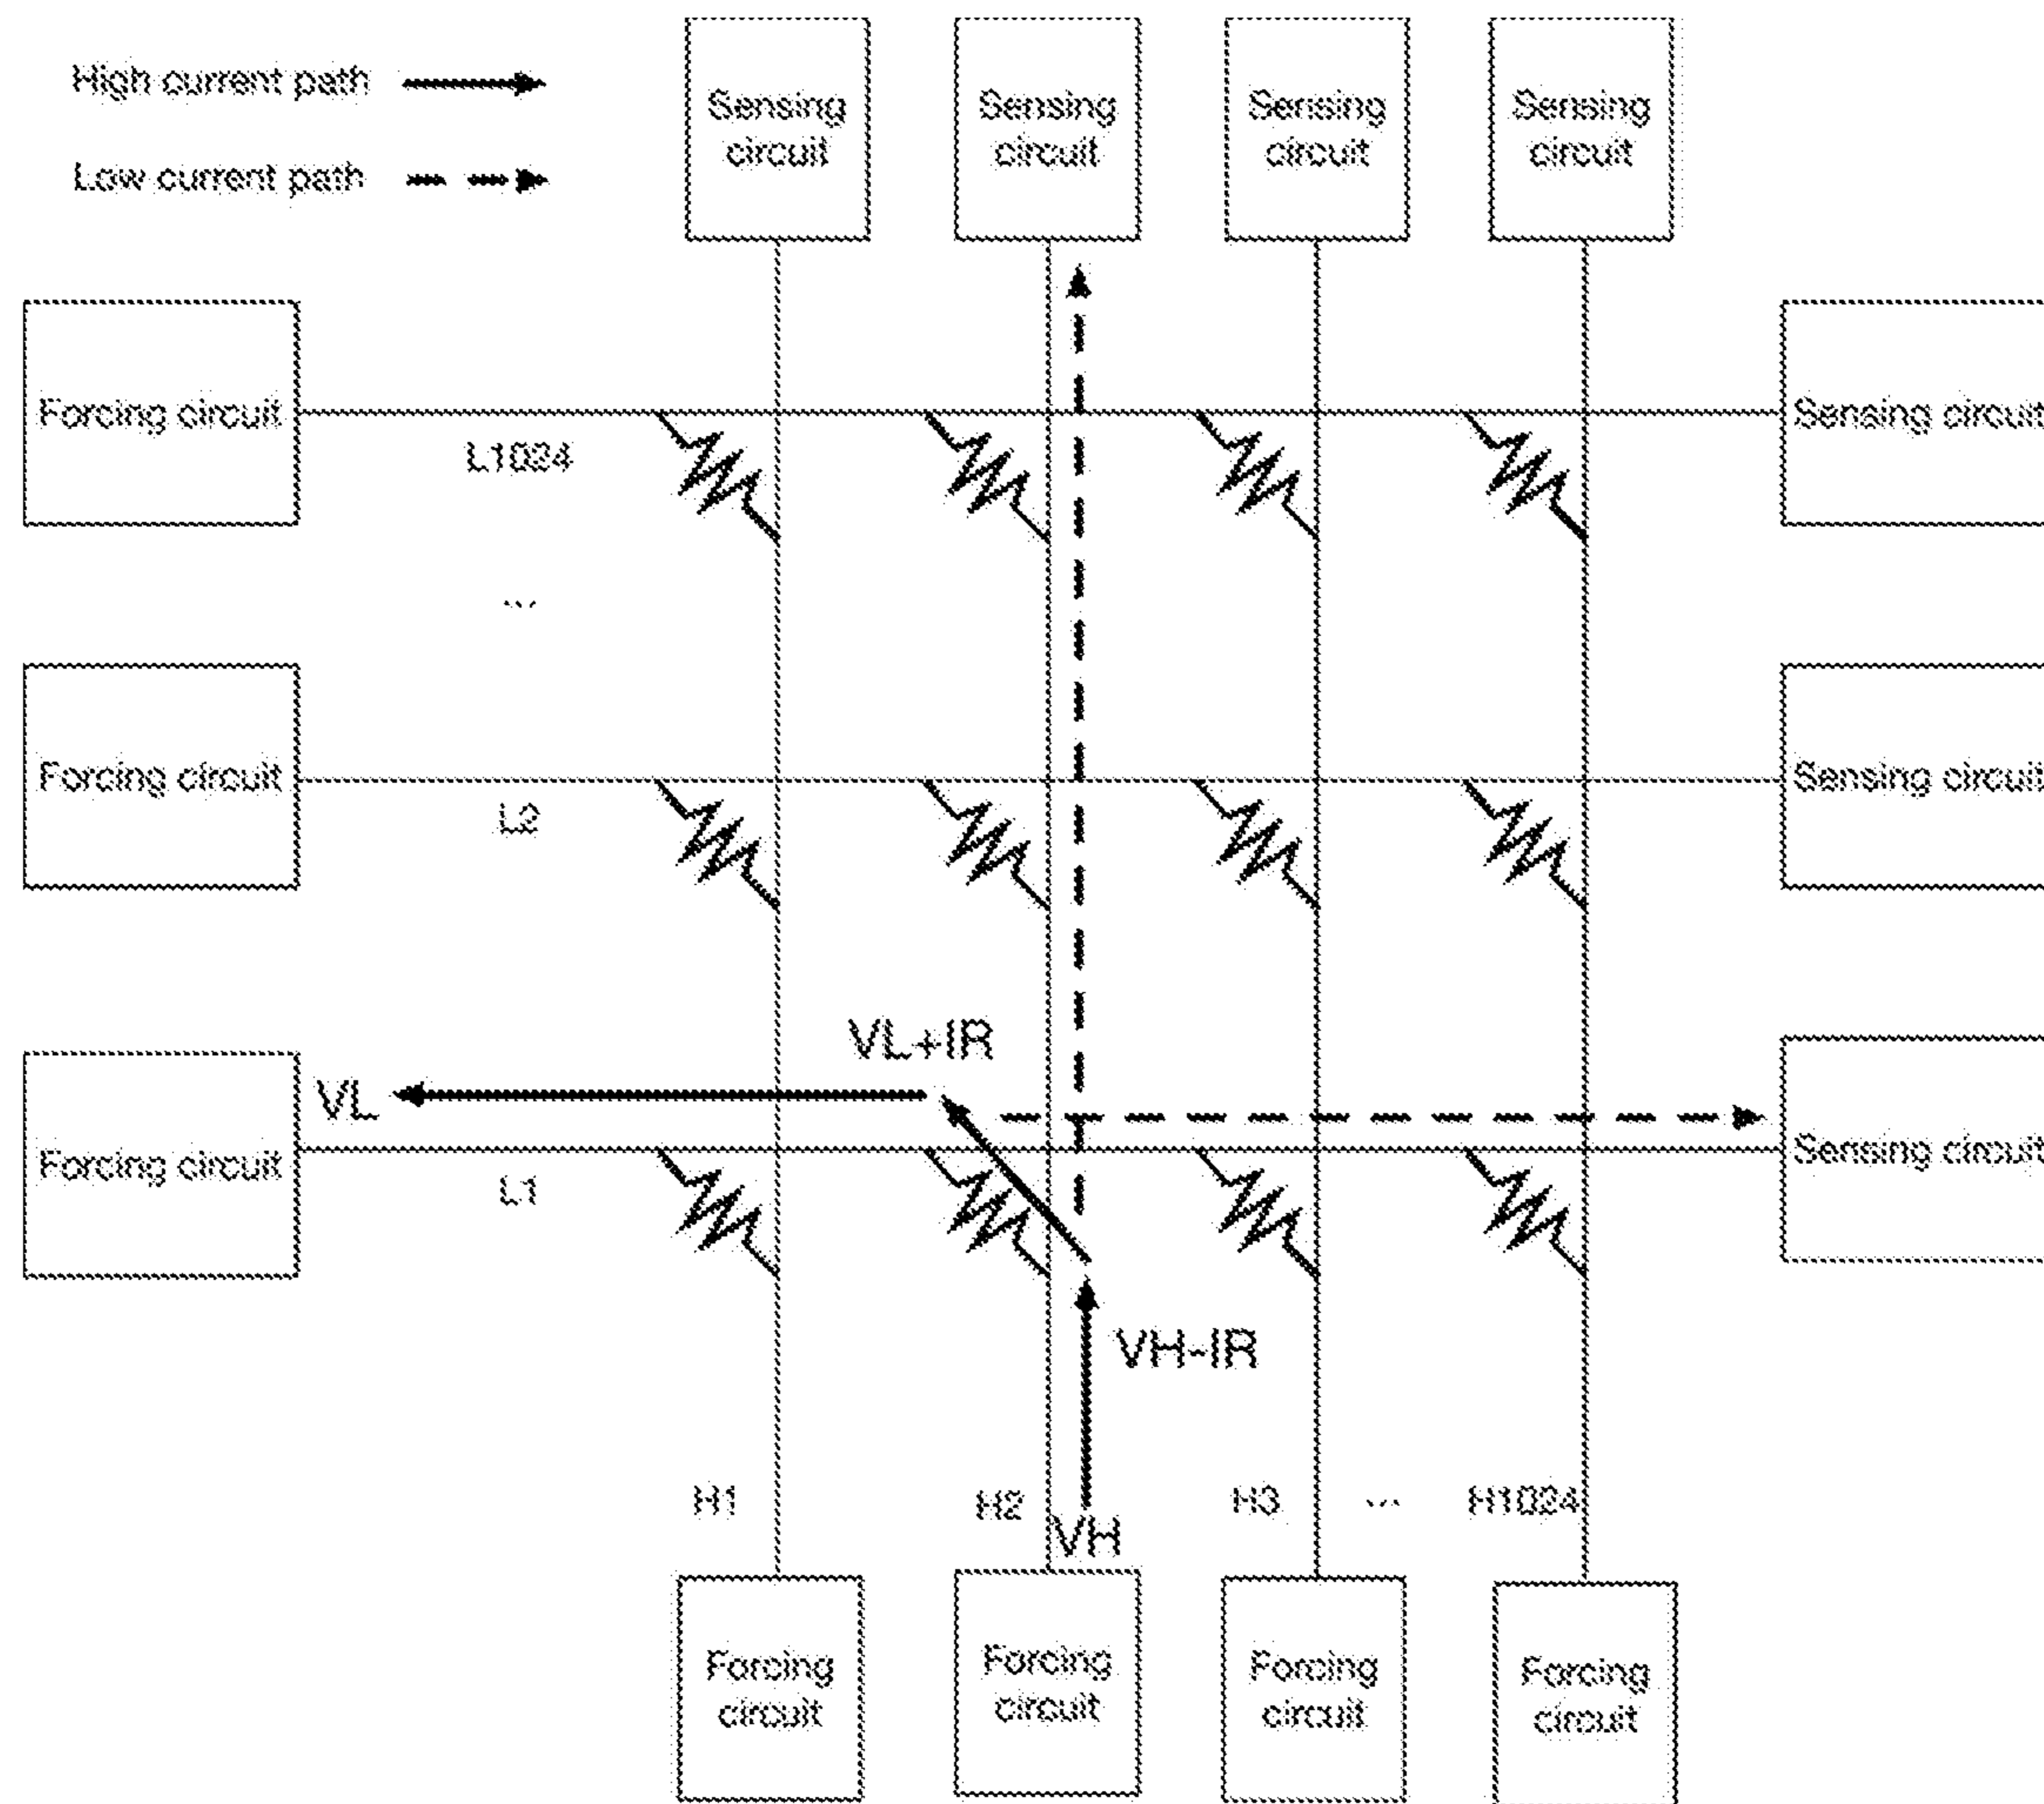 High current path
Low current path
Sensing
circuit
Sensing
circuit
Sensing
circuit
Sensing
circuit
Forcing circuit
L1024
Sensing circuit
...
Forcing circuit
L2
Sensing circuit
VL+IR
VL
Forcing circuit
L1
Sensing circuit
VH-IR
H1
H2
H3
...
H1024
VH
Forcing
circuit
Forcing
circuit
Forcing
circuit
Forcing
circuit